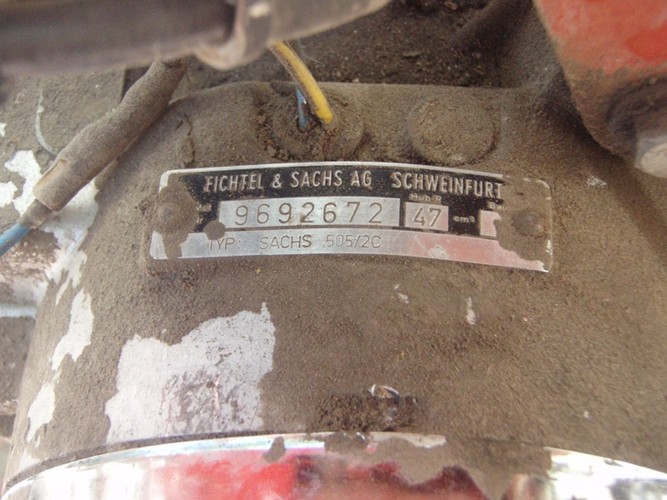 FICHTEL & SACHS AG SCHWEINFURT
9692672 47 cm³
TYP: SACHS 505/2C